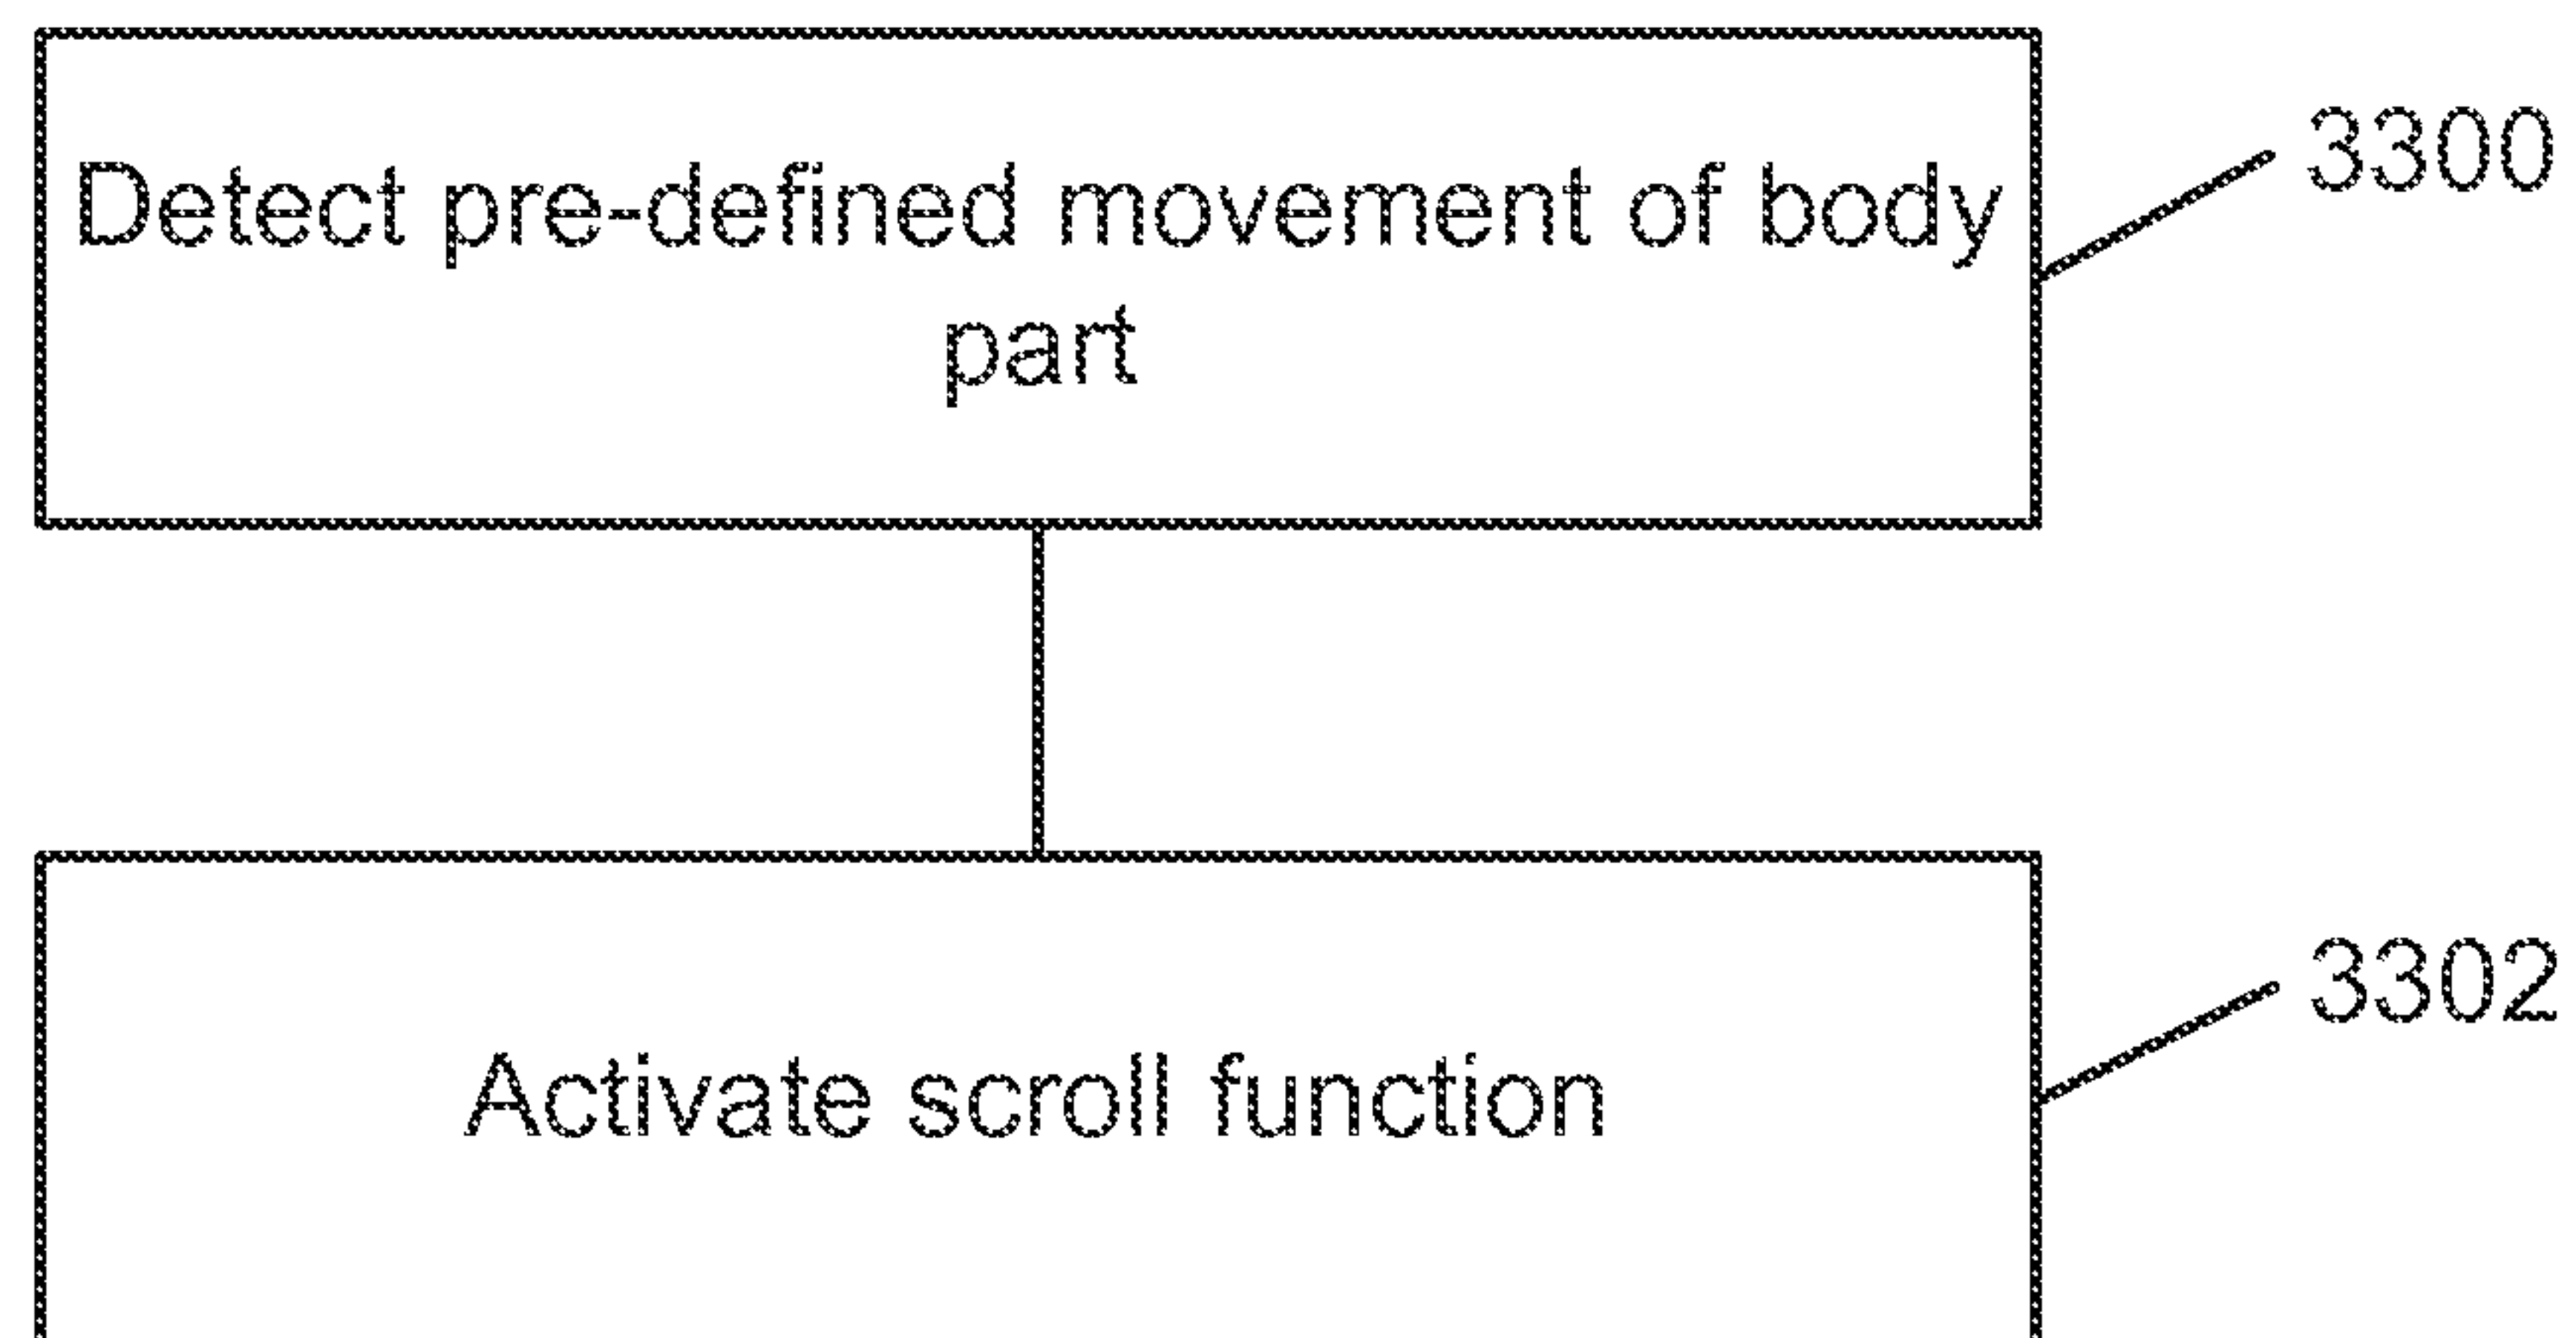 Detect pre-defined movement of body
part
3300
Activate scroll function
3302